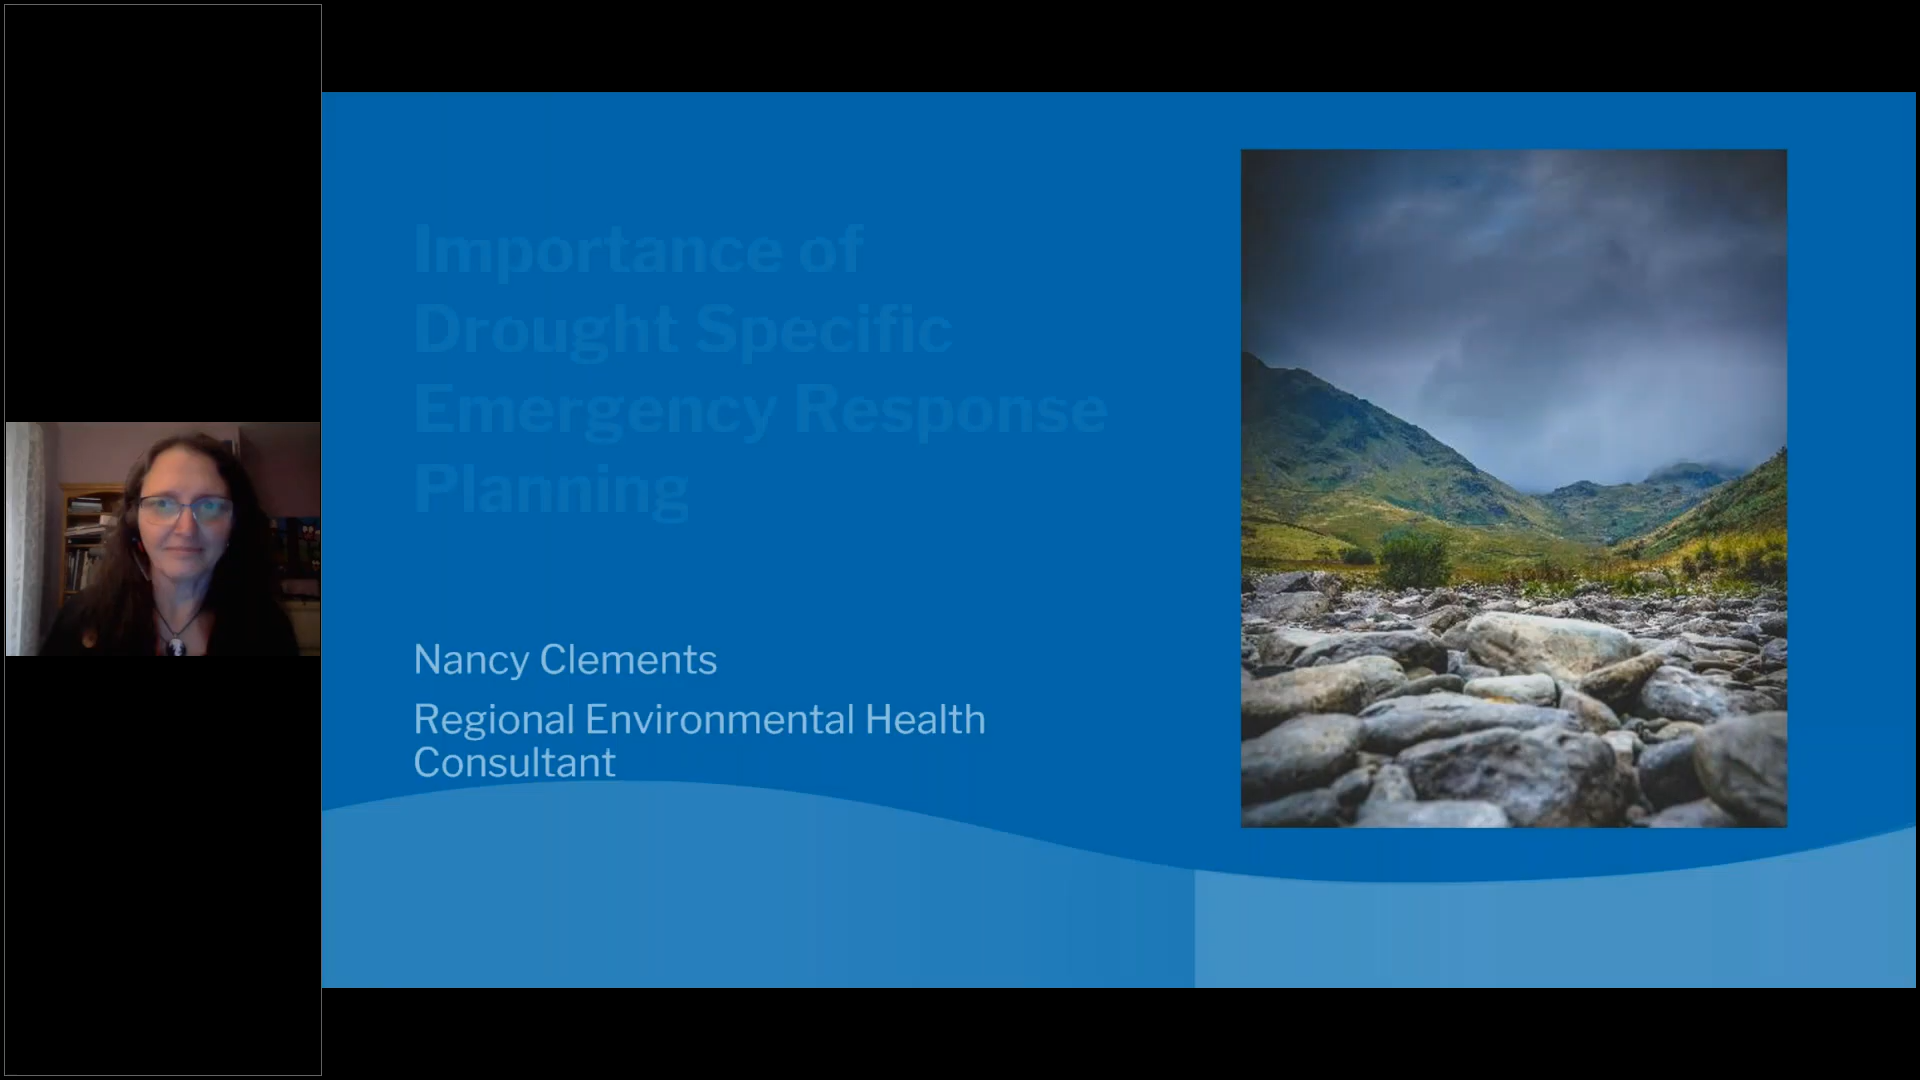 Importance of
Drought Specific
Emergency Response
Planning
Nancy Clements
Regional Environmental Health
Consultant